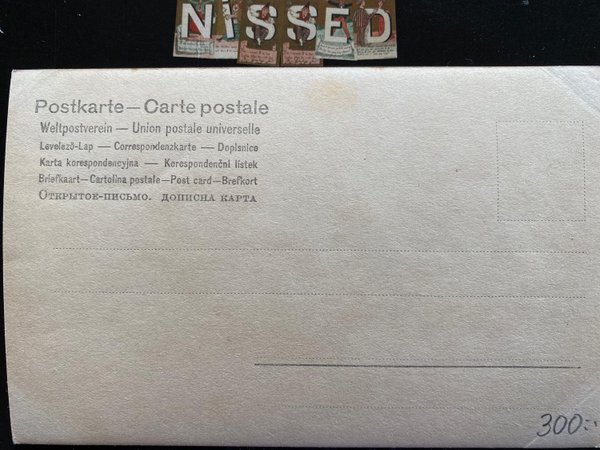 NISSED
Postkarte—Carte postale
Weltpostverein — Union postale universelle
Levelező-Lap — Correspondenzkarte — Dopisnice
Karta korespondencyjna — Korespondenční lístek
Briefkaart—Cartolina postale—Post card—Brefkort
Открытое-письмо. дописна карта
300:-